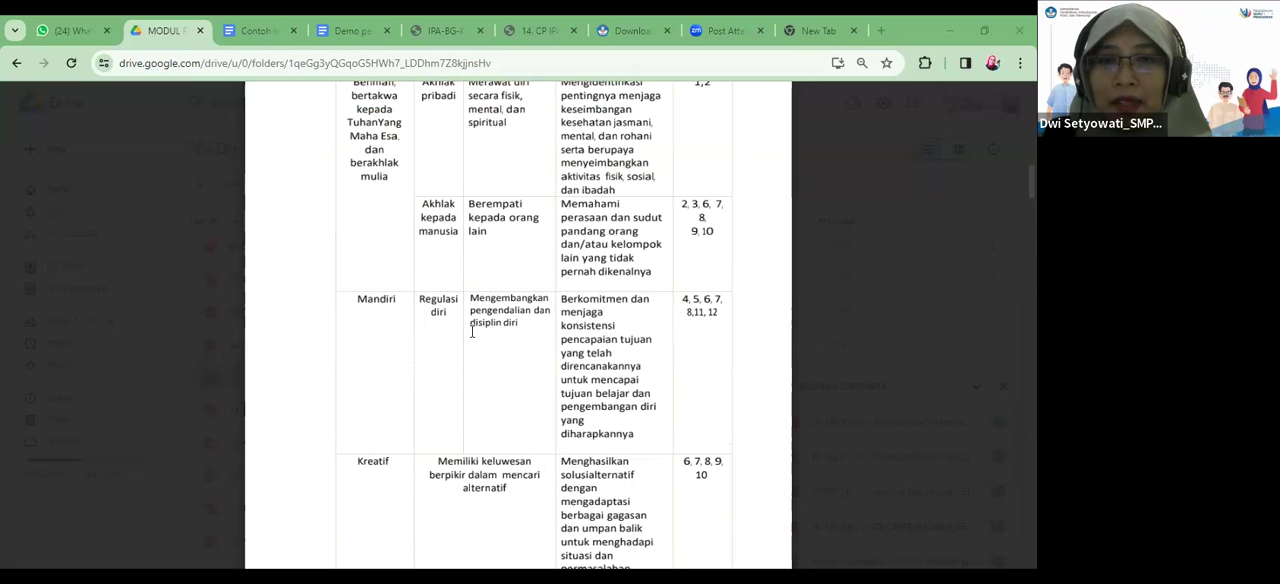 (24) Wha
MODUL P
Contoh
Demo pe
IPA-BG-K
14. CP IP
Downloa
Post Atte
New Tab
drive.google.com/drive/u/0/folders/1qeGg3yQGqoG5HWh7_LDDhm7Z8kjjnsHv
Dwi Setyowati_SMP...
Beriman,
bertakwa
kepada
TuhanYang
Maha Esa,
dan
berakhlak
mulia
Akhlak
pribadi
Merawat diri
secara fisik,
mental, dan
spiritual
Mengidentifikasi
pentingnya menjaga
keseimbangan
kesehatan jasmani,
mental, dan rohani
serta berupaya
menyeimbangkan
aktivitas fisik, sosial,
dan ibadah
1,2
Akhlak
kepada
manusia
Berempati
kepada orang
lain
Memahami
perasaan dan sudut
pandang orang
dan/atau kelompok
lain yang tidak
pernah dikenalnya
2, 3, 6, 7,
8,
9, 10
Mandiri
Regulasi
diri
Mengembangkan
pengendalian dan
disiplin diri
Berkomitmen dan
menjaga
konsistensi
pencapaian tujuan
yang telah
direncanakannya
untuk mencapai
tujuan belajar dan
pengembangan diri
yang
diharapkannya
4, 5, 6, 7,
8,11, 12
Kreatif
Memiliki keluwesan
berpikir dalam mencari
alternatif
Menghasilkan
solusialternatif
dengan
mengadaptasi
berbagai gagasan
dan umpan balik
untuk menghadapi
situasi dan
permasalahan
6, 7, 8, 9,
10